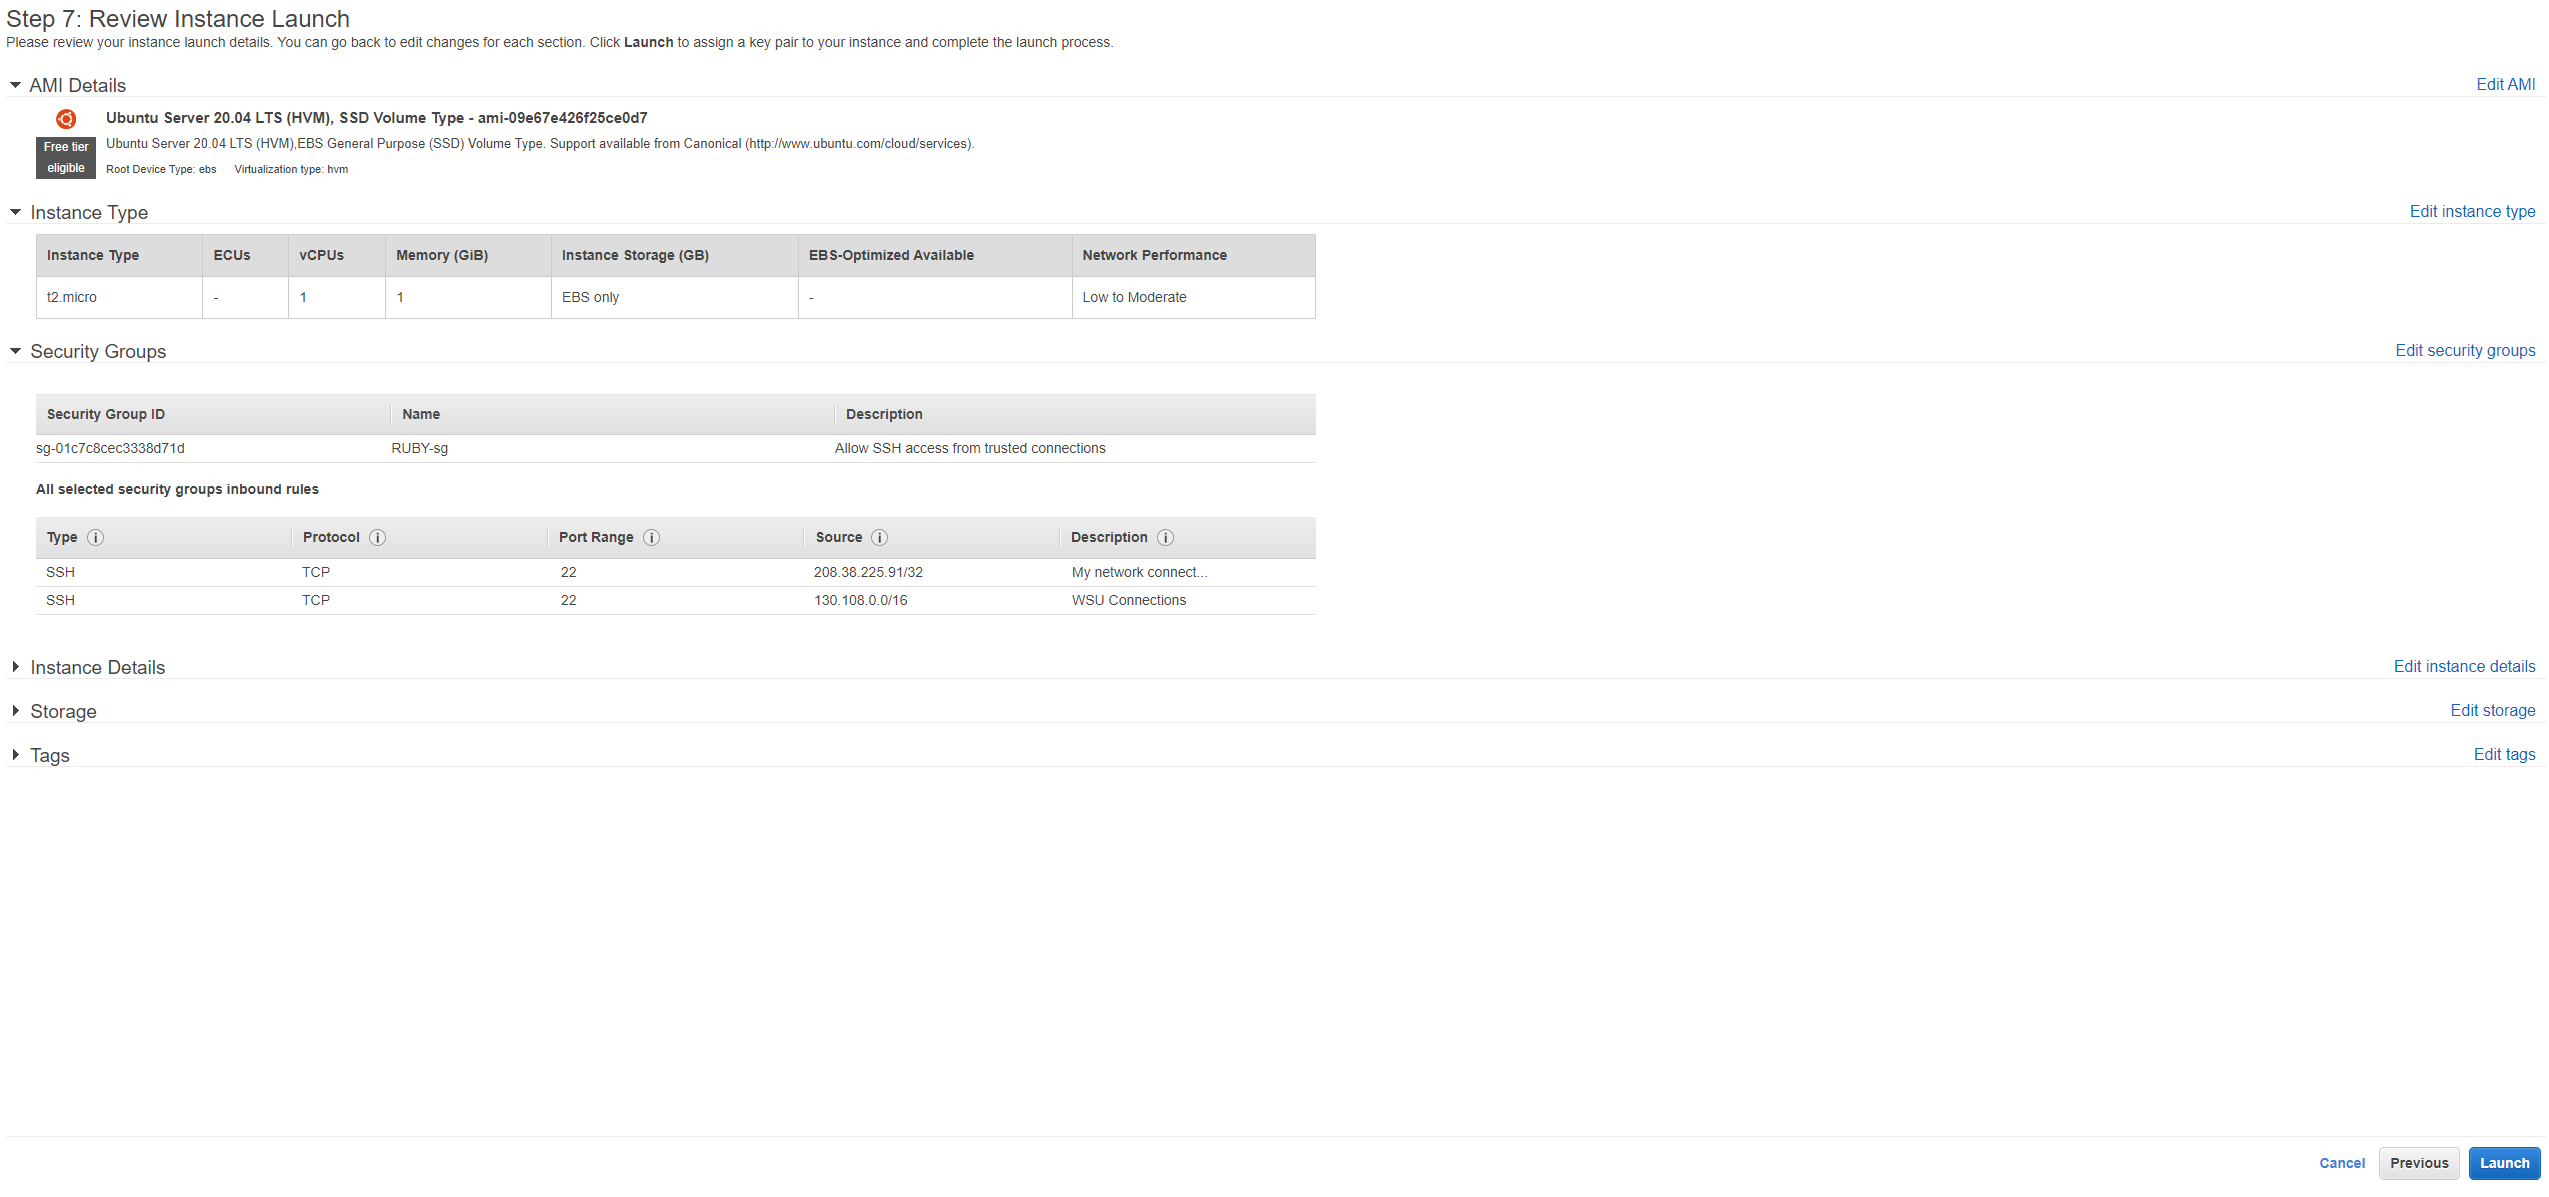 Step 7: Review Instance Launch
Please review your instance launch details. You can go back to edit changes for each section. Click Launch to assign a key pair to your instance and complete the launch process.
AMI Details Edit AMI
Ubuntu Server 20.04 LTS (HVM), SSD Volume Type - ami-09e67e426f25ce0d7
Free tier eligible
Ubuntu Server 20.04 LTS (HVM),EBS General Purpose (SSD) Volume Type. Support available from Canonical (http://www.ubuntu.com/cloud/services).
Root Device Type: ebs Virtualization type: hvm
Instance Type Edit instance type
Instance Type ECUs vCPUs Memory (GiB) Instance Storage (GB) EBS-Optimized Available Network Performance
t2.micro - 1 1 EBS only - Low to Moderate
Security Groups Edit security groups
Security Group ID Name Description
sg-01c7c8cec3338d71d RUBY-sg Allow SSH access from trusted connections
All selected security groups inbound rules
Type Protocol Port Range Source Description
SSH TCP 22 208.38.225.91/32 My network connect...
SSH TCP 22 130.108.0.0/16 WSU Connections
Instance Details Edit instance details
Storage Edit storage
Tags Edit tags
Cancel Previous Launch